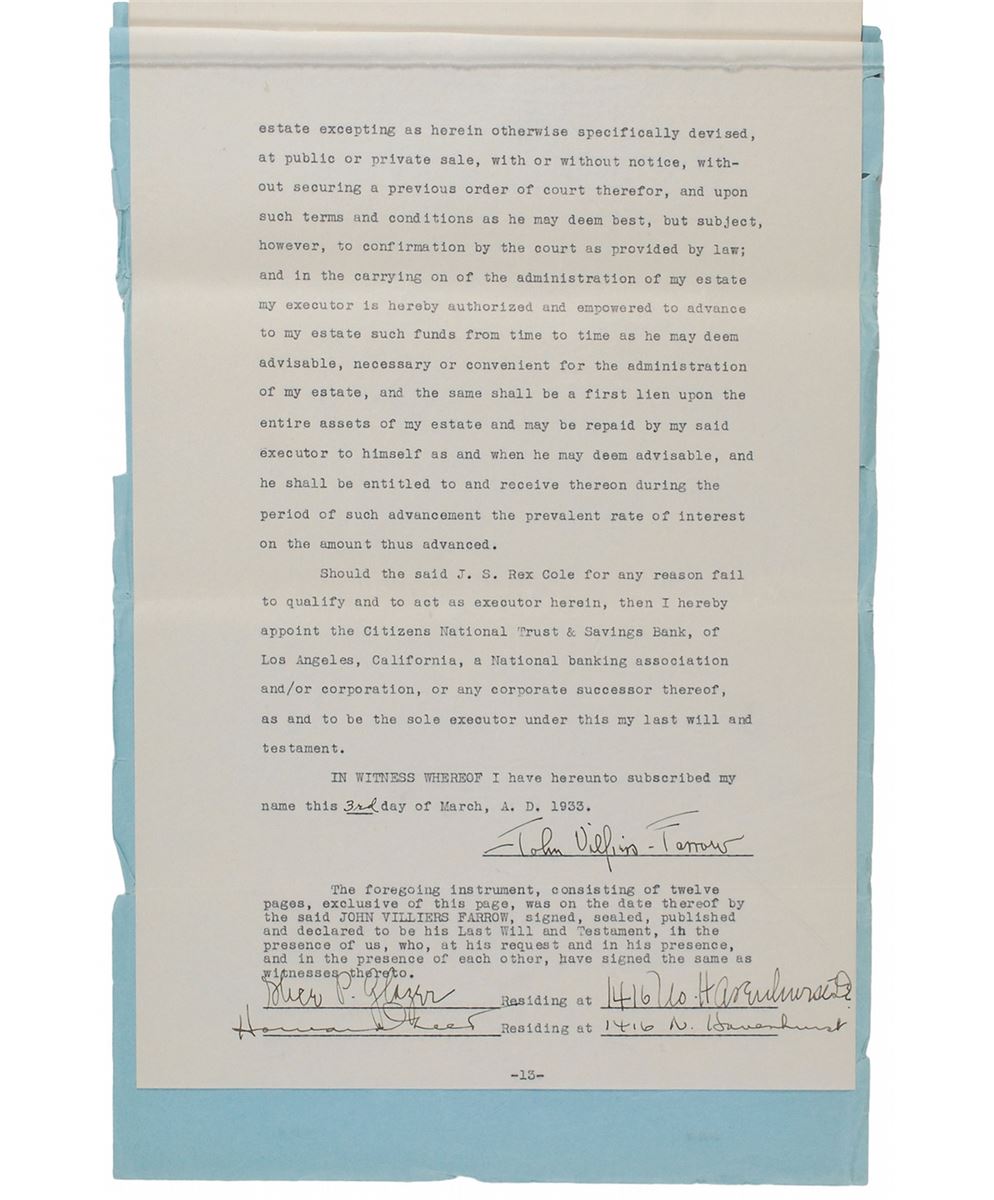 estate excepting as herein otherwise specifically devised,
at public or private sale, with or without notice, with-
out securing a previous order of court therefor, and upon
such terms and conditions as he may deem best, but subject,
however, to confirmation by the court as provided by law;
and in the carrying on of the administration of my estate
my executor is hereby authorized and empowered to advance
to my estate such funds from time to time as he may deem
advisable, necessary or convenient for the administration
of my estate, and the same shall be a first lien upon the
entire assets of my estate and may be repaid by my said
executor to himself as and when he may deem advisable, and
he shall be entitled to and receive thereon during the
period of such advancement the prevalent rate of interest
on the amount thus advanced.
Should the said J. S. Rex Cole for any reason fail
to qualify and to act as executor herein, then I hereby
appoint the Citizens National Trust & Savings Bank, of
Los Angeles, California, a National banking association
and/or corporation, or any corporate successor thereof,
as and to be the sole executor under this my last will and
testament.
IN WITNESS WHEREOF I have hereunto subscribed my
name this 3rd day of March, A. D. 1933.
John Villiers-Farrow
The foregoing instrument, consisting of twelve
pages, exclusive of this page, was on the date thereof by
the said JOHN VILLIERS FARROW, signed, sealed, published
and declared to be his Last Will and Testament, in the
presence of us, who, at his request and in his presence,
and in the presence of each other, have signed the same as
witnesses thereto.
P. Glazer Residing at 1416 No. Havenhurst
Residing at 1416 N. Havenhurst
-13-